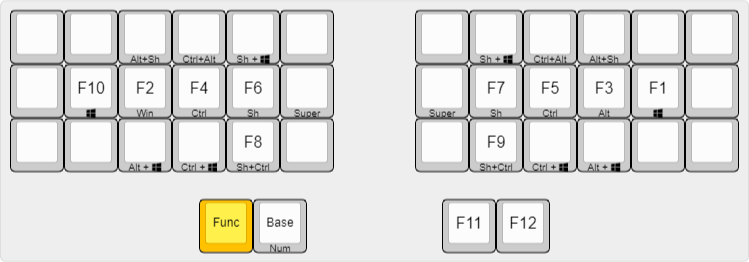 Alt+Sh Ctrl+Alt Sh + Sh + Ctrl+Alt Alt+Sh
F10 F2 F4 F6 F7 F5 F3 F1
Win Ctrl Sh Super Super Sh Ctrl Alt
F8 F9
Alt + Ctrl + Sh+Ctrl Sh+Ctrl Ctrl + Alt +
Func Base F11 F12
Num